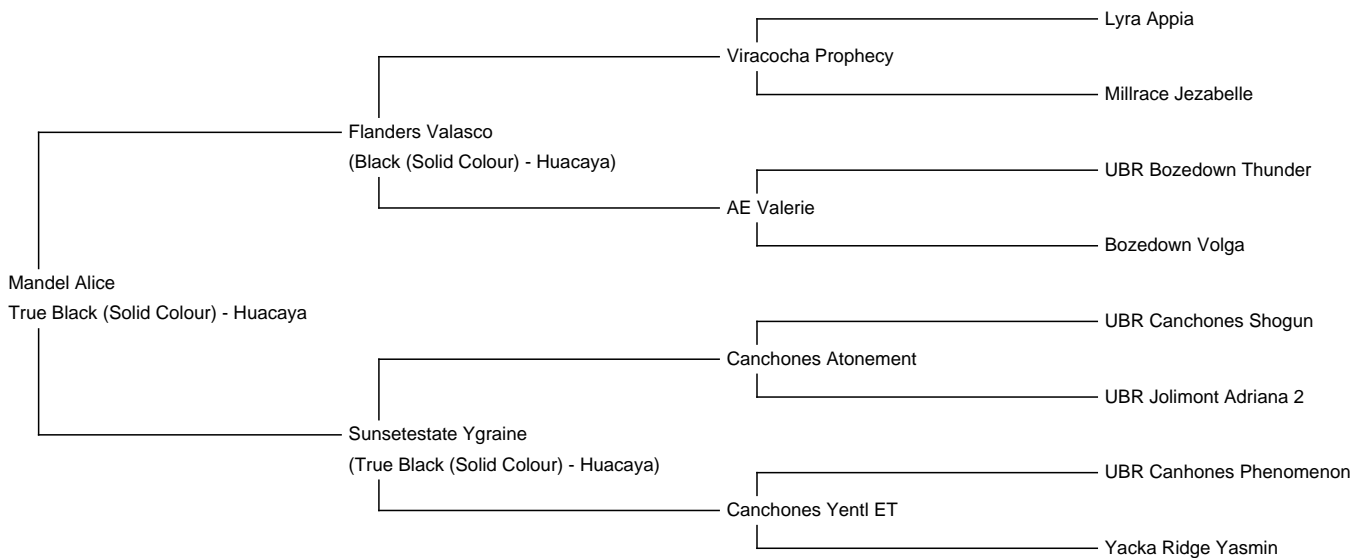 Lyra Appia
Viracocha Prophecy
Millrace Jezabelle
Flanders Valasco
(Black (Solid Colour) - Huacaya)
UBR Bozedown Thunder
AE Valerie
Bozedown Volga
Mandel Alice
True Black (Solid Colour) - Huacaya
UBR Canchones Shogun
Canchones Atonement
UBR Jolimont Adriana 2
Sunsetestate Ygraine
(True Black (Solid Colour) - Huacaya)
UBR Canhones Phenomenon
Canchones Yentl ET
Yacka Ridge Yasmin